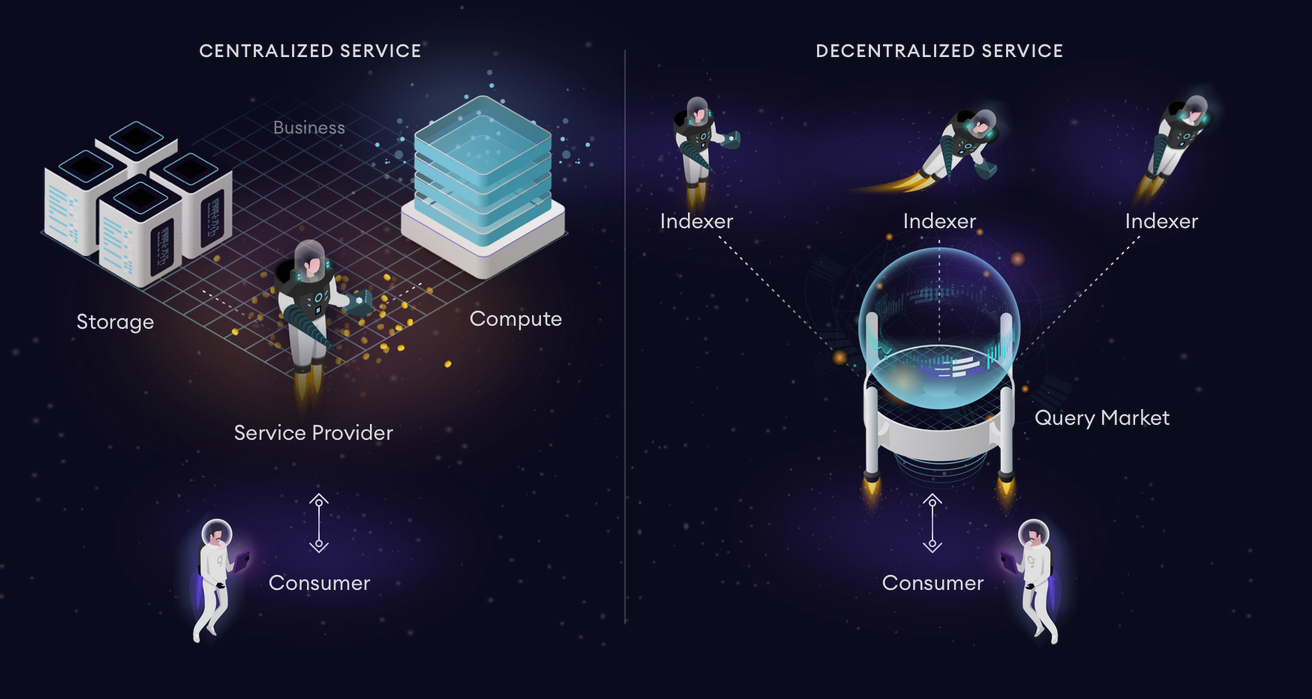 CENTRALIZED SERVICE
Business
Storage
Compute
Service Provider
Consumer
DECENTRALIZED SERVICE
Indexer
Indexer
Indexer
Query Market
Consumer